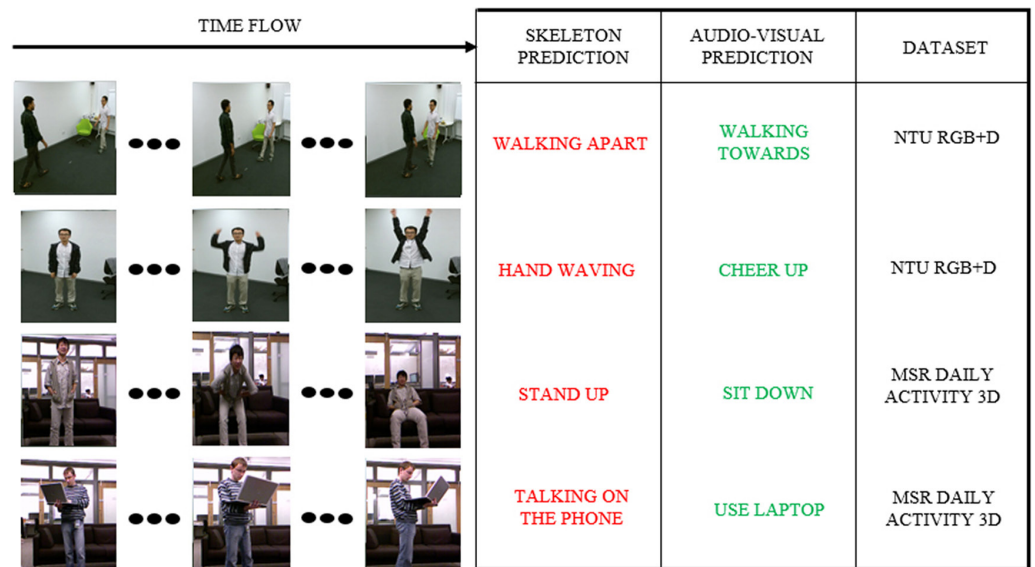 TIME FLOW
SKELETON
PREDICTION
AUDIO-VISUAL
PREDICTION
DATASET
WALKING APART
WALKING
TOWARDS
NTU RGB+D
HAND WAVING
CHEER UP
NTU RGB+D
STAND UP
SIT DOWN
MSR DAILY
ACTIVITY 3D
TALKING ON
THE PHONE
USE LAPTOP
MSR DAILY
ACTIVITY 3D